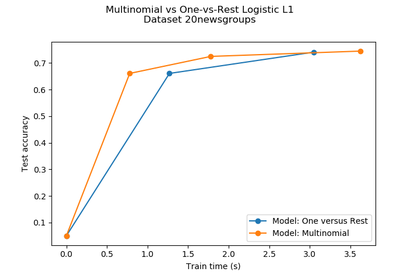 Multinomial vs One-vs-Rest Logistic L1
Dataset 20newsgroups
Test accuracy
0.7
0.6
0.5
0.4
0.3
0.2
0.1
Model: One versus Rest
Model: Multinomial
0.0
0.5
1.0
1.5
2.0
2.5
3.0
3.5
Train time (s)